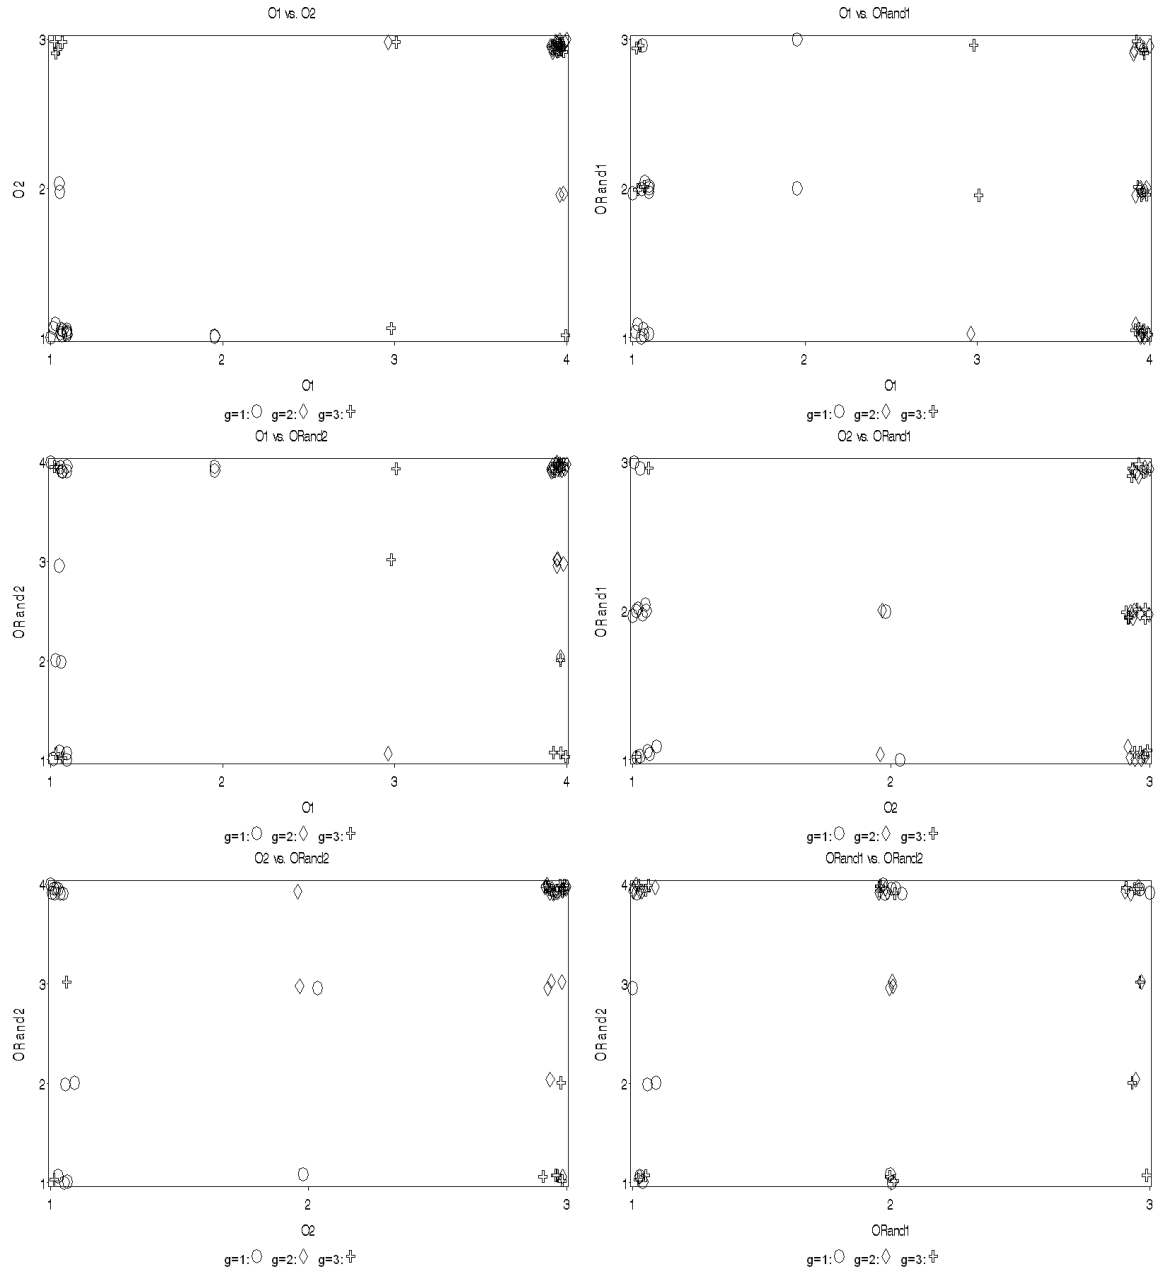 O1 vs. O2
3
2
1
O2
1 2 3 4
O1
g=1: g=2: g=3:
O1 vs. ORand1
3
2
1
ORand1
1 2 3 4
O1
g=1: g=2: g=3:
O1 vs. ORand2
4
3
2
1
ORand2
1 2 3 4
O1
g=1: g=2: g=3:
O2 vs. ORand1
3
2
1
ORand1
1 2 3
O2
g=1: g=2: g=3:
O2 vs. ORand2
4
3
2
1
ORand2
1 2 3
O2
g=1: g=2: g=3:
ORand1 vs. ORand2
4
3
2
1
ORand2
1 2 3
ORand1
g=1: g=2: g=3: